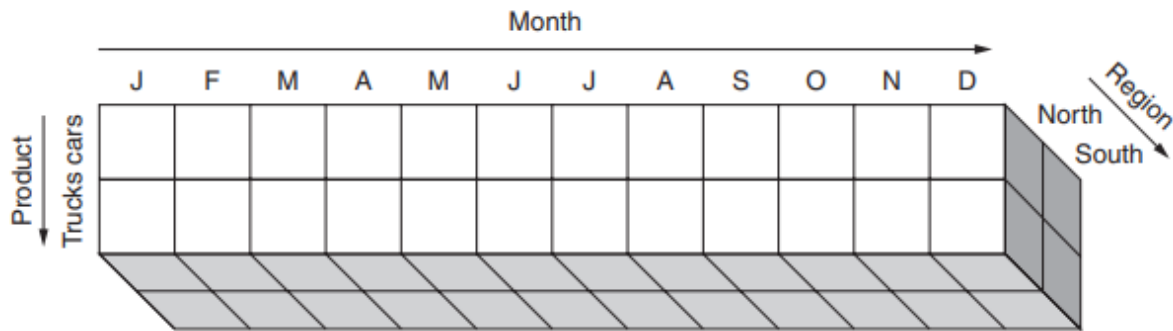 Month
J F M A M J J A S O N D
Region
North
South
Product
Trucks cars